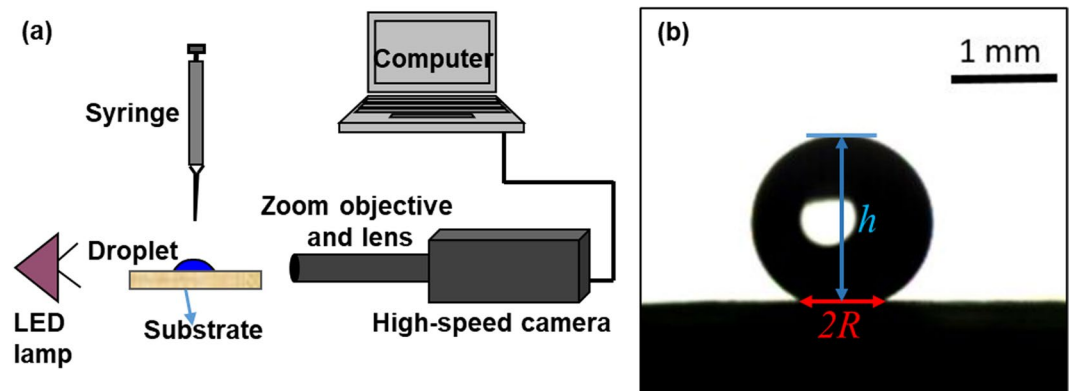 (a)
Computer
Syringe
Zoom objective
and lens
Droplet
LED
lamp
Substrate
High-speed camera
(b)
1 mm
h
2R